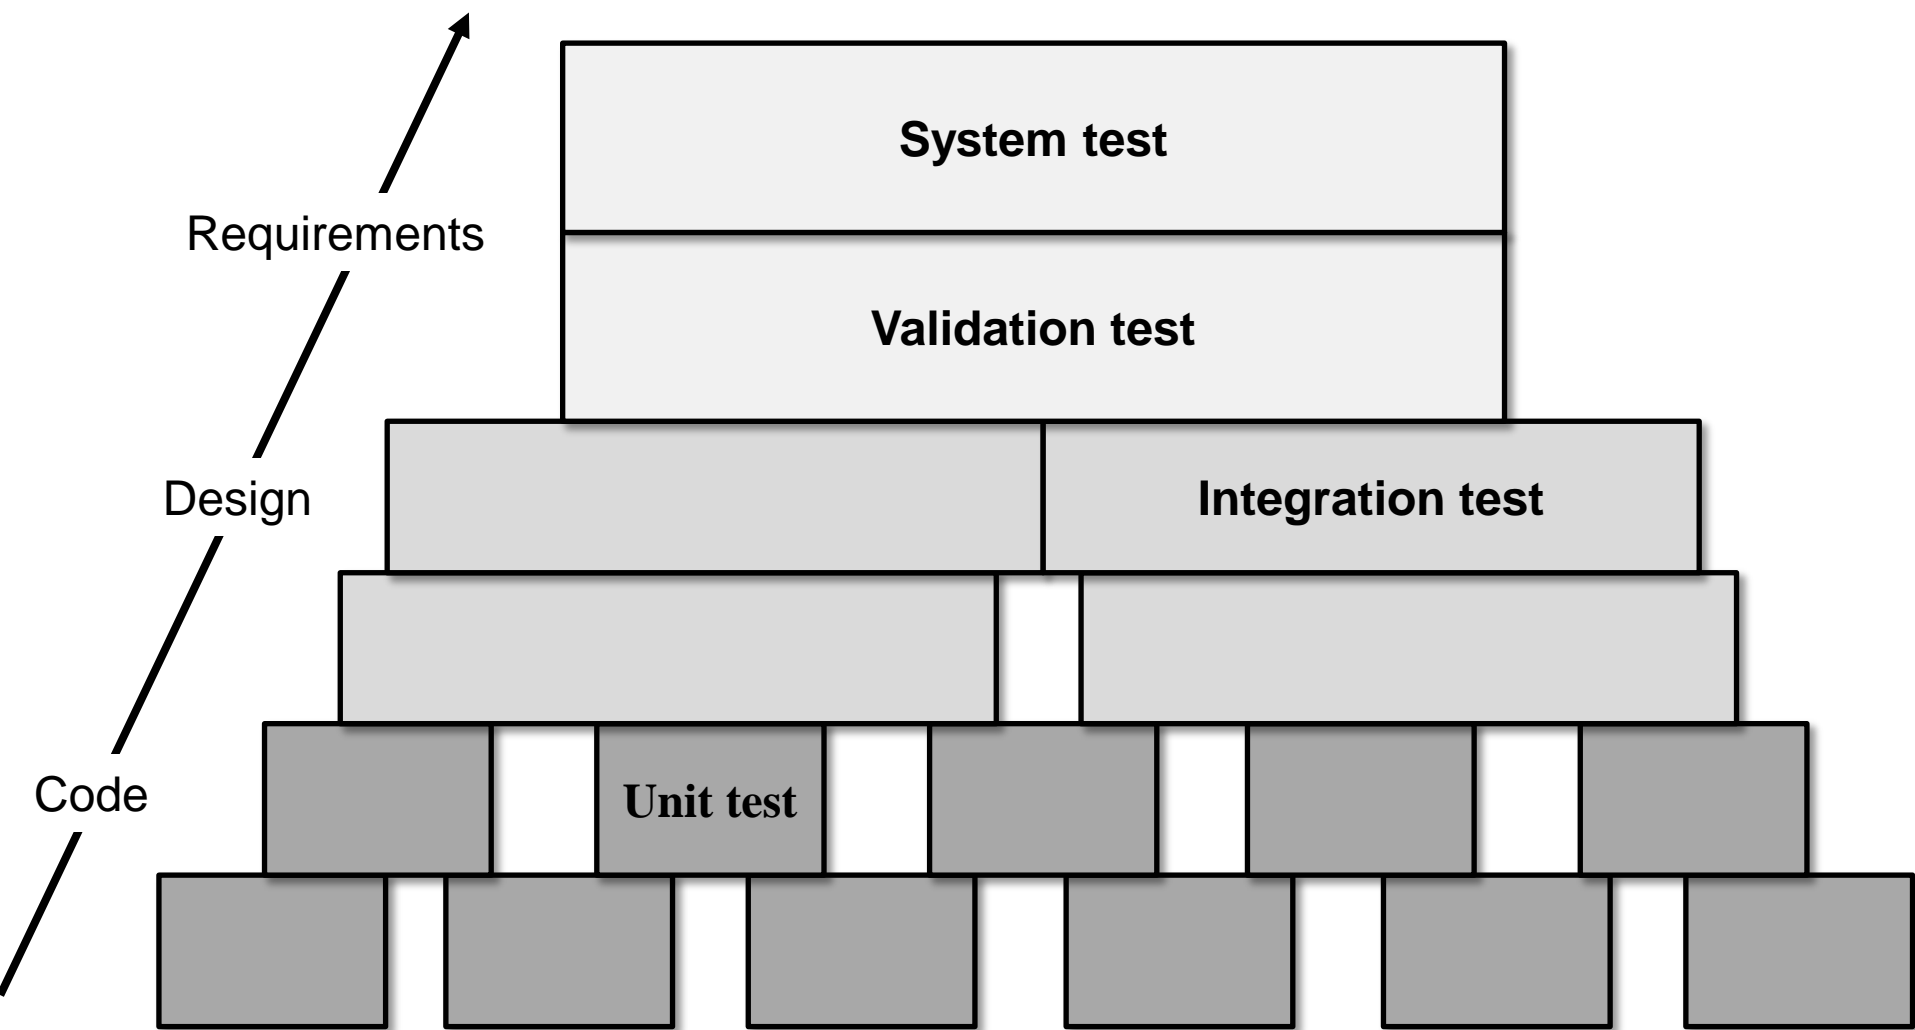 System test
Requirements
Validation test
Design
Integration test
Code
Unit test